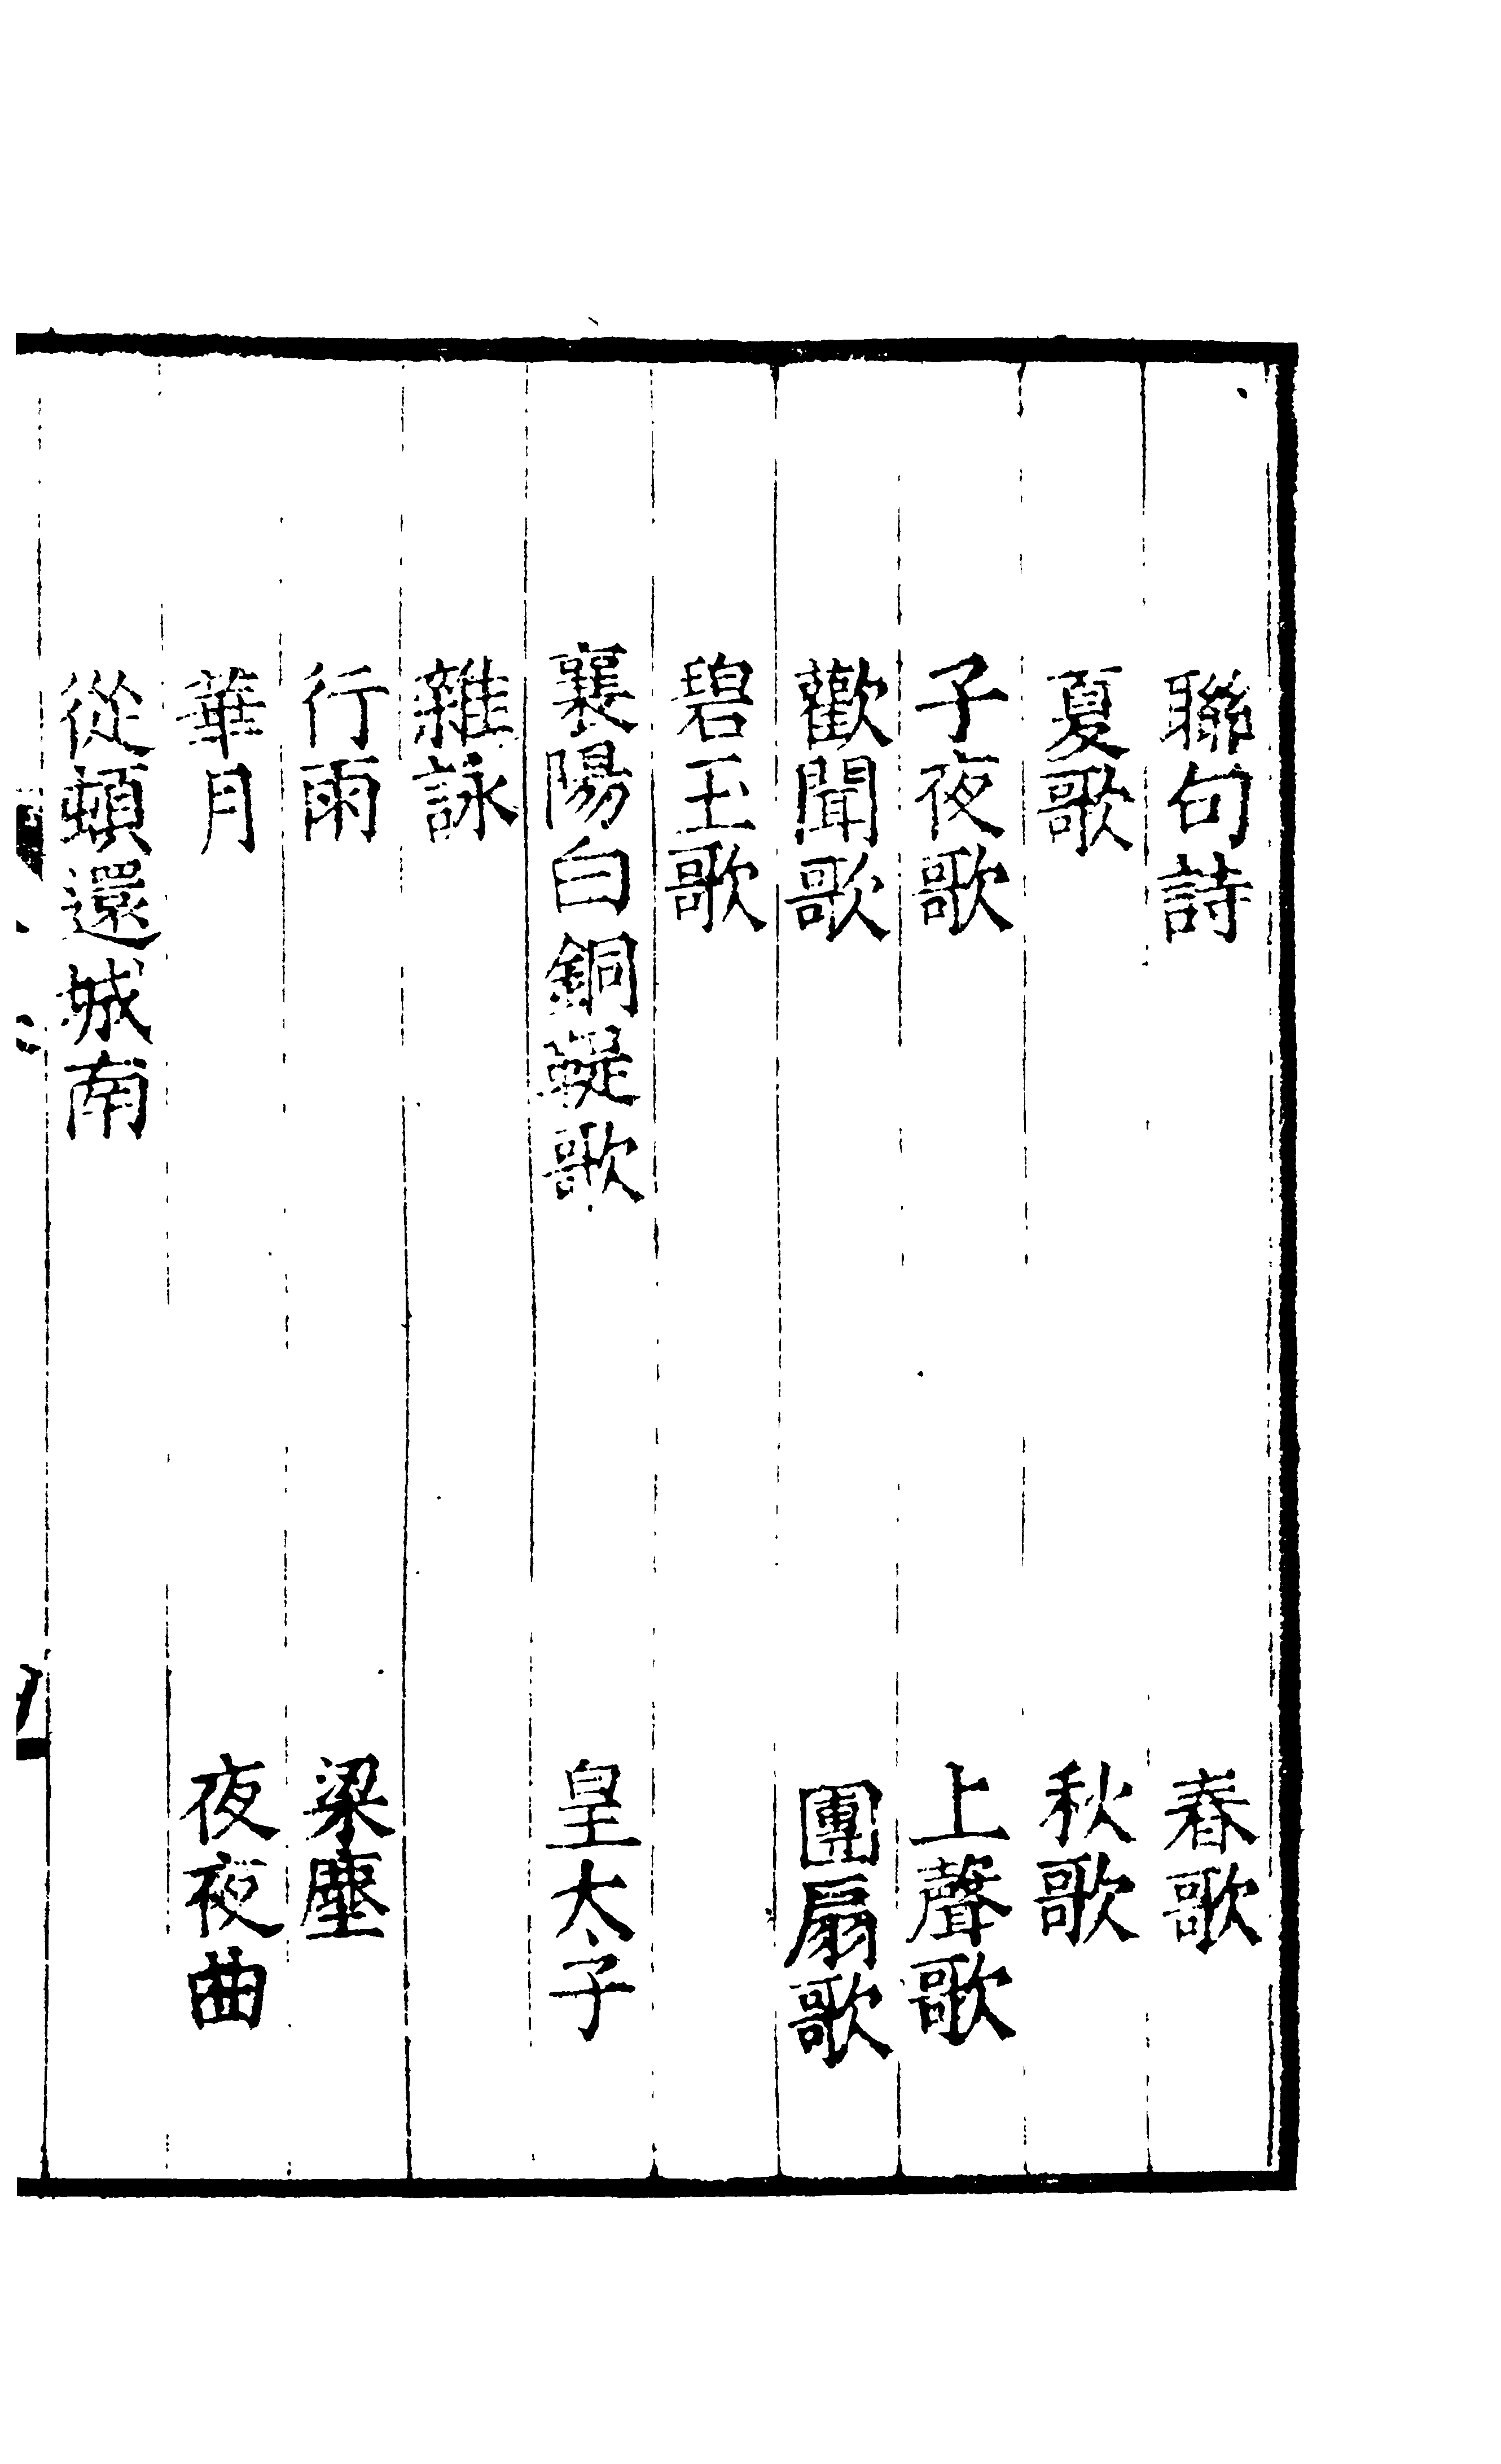 聯句詩　春歌
夏歌　秋歌
子夜歌　上聲歌
歡聞歌　團扇歌
碧玉歌
襄陽白銅鞮歌　皇太子
雜詠
行雨　梁塵
華月　夜夜曲
從頓還城南